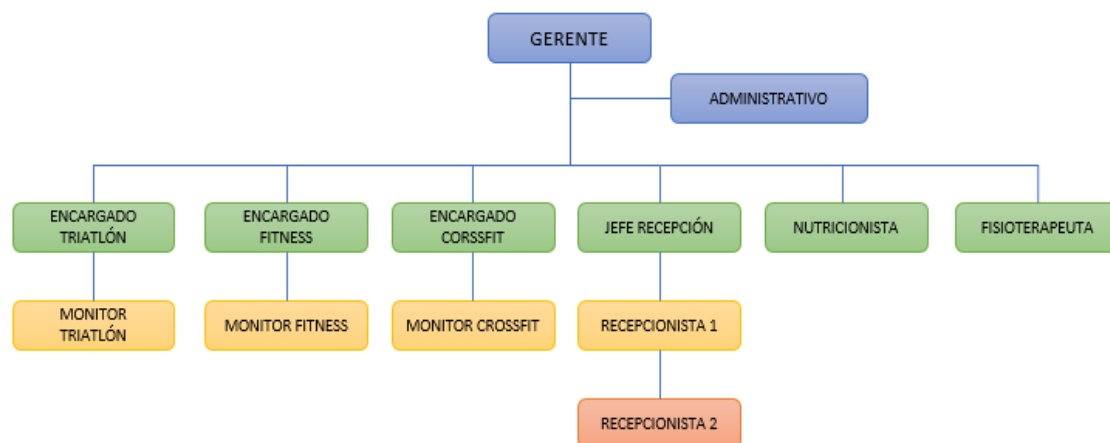 GERENTE
ADMINISTRATIVO
ENCARGADO
TRIATLÓN
ENCARGADO
FITNESS
ENCARGADO
CORSSFIT
JEFE RECEPCIÓN
NUTRICIONISTA
FISIOTERAPEUTA
MONITOR
TRIATLÓN
MONITOR FITNESS
MONITOR CROSSFIT
RECEPCIONISTA 1
RECEPCIONISTA 2